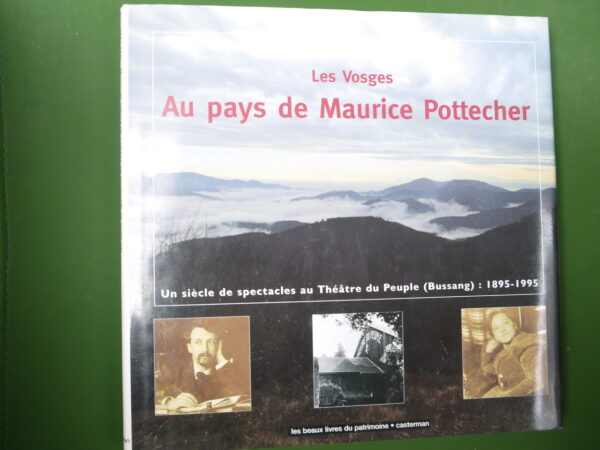 Les Vosges
Au pays de Maurice Pottecher
Un siècle de spectacles au Théâtre du Peuple (Bussang) : 1895-1995
les beaux livres du patrimoine • casterman